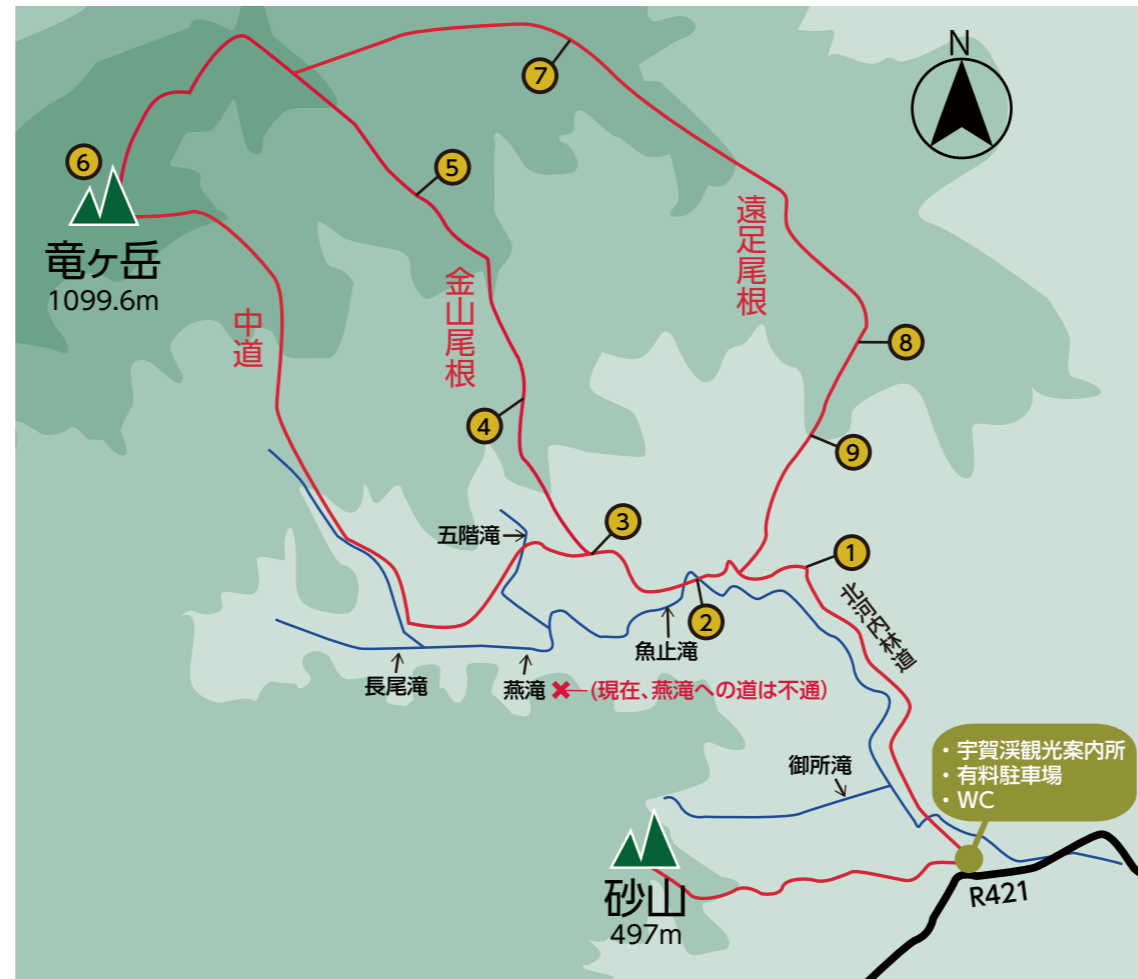 N
⑦
⑥
⑤
竜ヶ岳
1099.6m
中道
金山尾根
遠足尾根
⑧
④
⑨
③
①
五階滝→
②
北河内林道
魚止滝
長尾滝
燕滝
(現在、燕滝への道は不通)
御所滝
・宇賀渓観光案内所
・有料駐車場
・WC
砂山
497m
R421